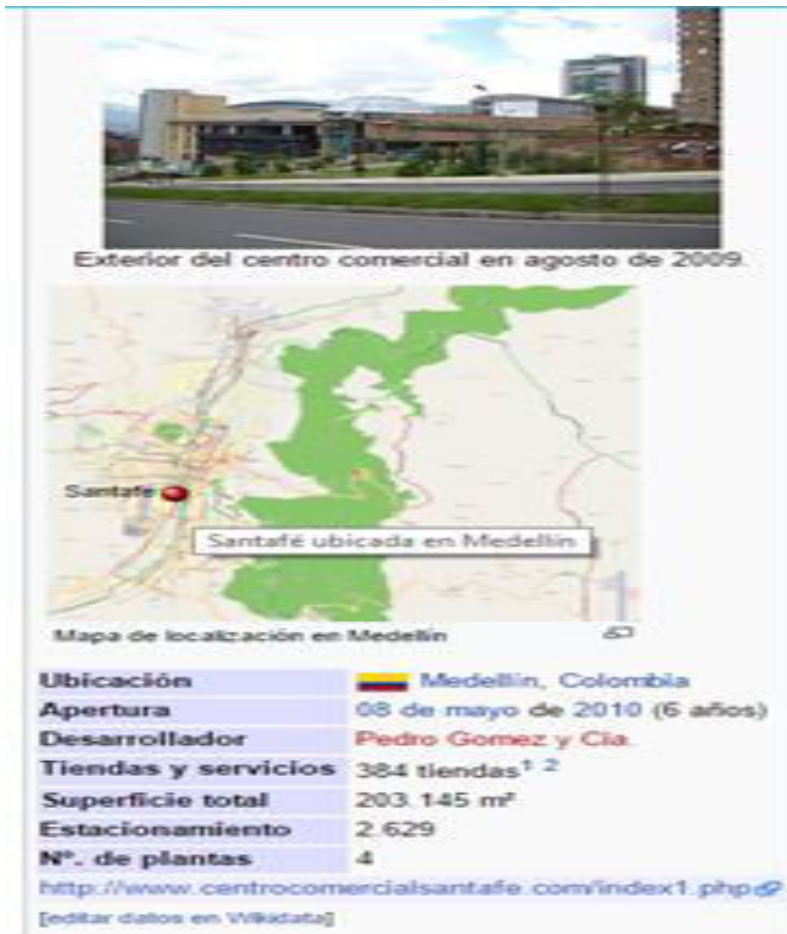 Exterior del centro comercial en agosto de 2009.
Santafé
Santafé ubicada en Medellín
Mapa de localización en Medellín
Ubicación Medellín, Colombia
Apertura 08 de mayo de 2010 (6 años)
Desarrollador Pedro Gomez y Cia.
Tiendas y servicios 384 tiendas¹ ²
Superficie total 203.145 m²
Estacionamiento 2.629
Nº. de plantas 4
http://www.centrocomercialsantafe.com/index1.php
[editar datos en Wikidata]